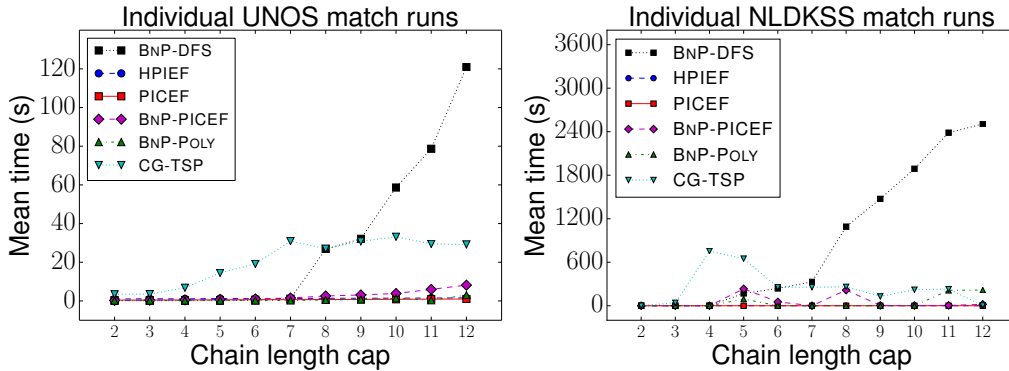 Individual UNOS match runs
Mean time (s)
120
100
80
60
40
20
0
BNP-DFS
HPIEF
PICEF
BNP-PICEF
BNP-POLY
CG-TSP
2 3 4 5 6 7 8 9 10 11 12
Chain length cap
Individual NLDKSS match runs
Mean time (s)
3600
3000
2400
1800
1200
600
0
BNP-DFS
HPIEF
PICEF
BNP-PICEF
BNP-POLY
CG-TSP
2 3 4 5 6 7 8 9 10 11 12
Chain length cap